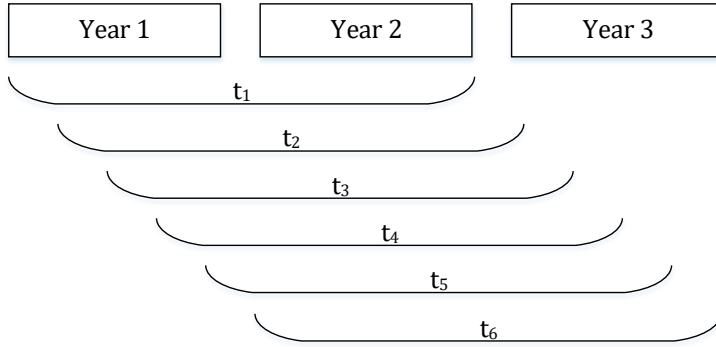 Year 1 Year 2 Year 3
t₁
t₂
t₃
t₄
t₅
t₆